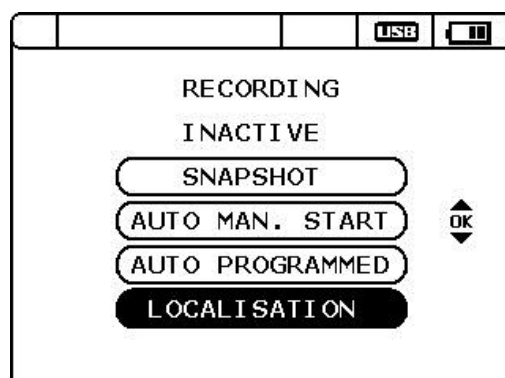 USB
RECORDING
INACTIVE
SNAPSHOT
AUTO MAN. START
OK
AUTO PROGRAMMED
LOCALISATION